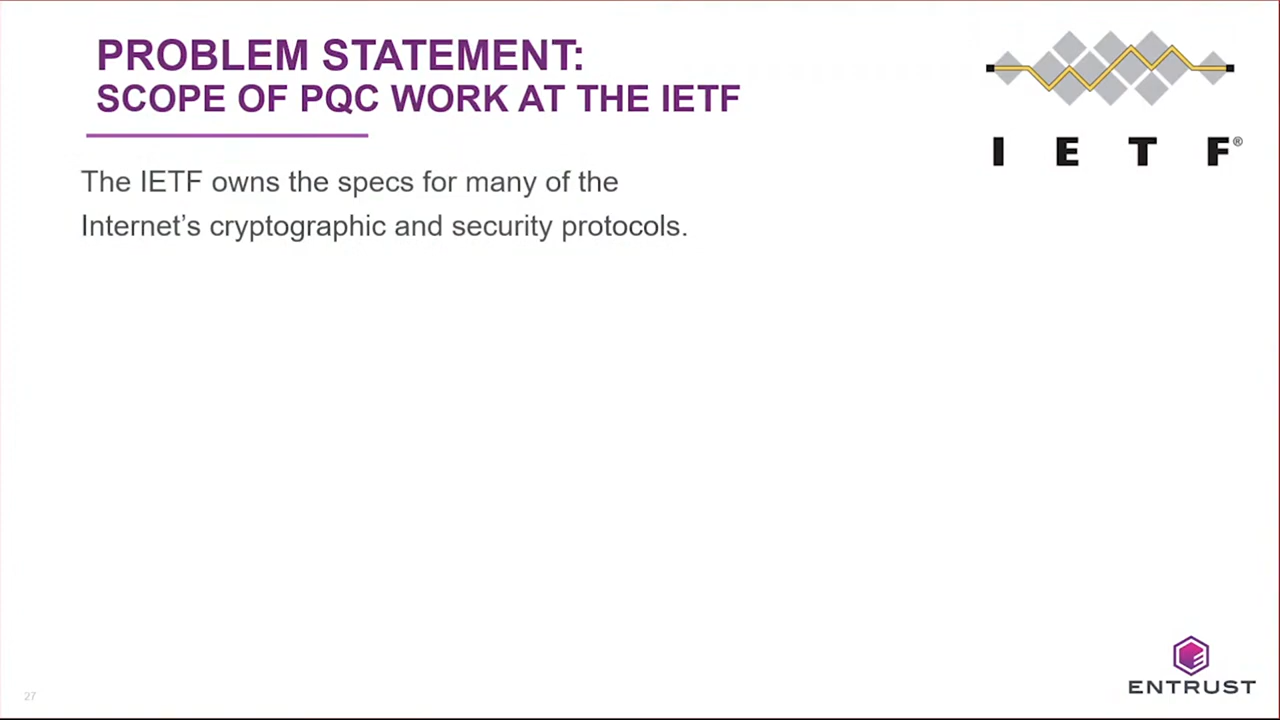 PROBLEM STATEMENT:
SCOPE OF PQC WORK AT THE IETF
I E T F®
The IETF owns the specs for many of the
Internet’s cryptographic and security protocols.
27
ENTRUST